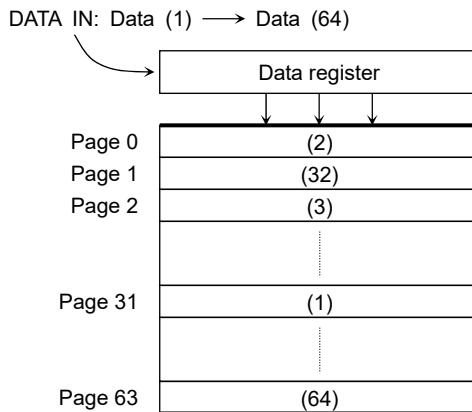 DATA IN: Data (1) → Data (64)
Data register
Page 0 (2)
Page 1 (32)
Page 2 (3)
Page 31 (1)
Page 63 (64)